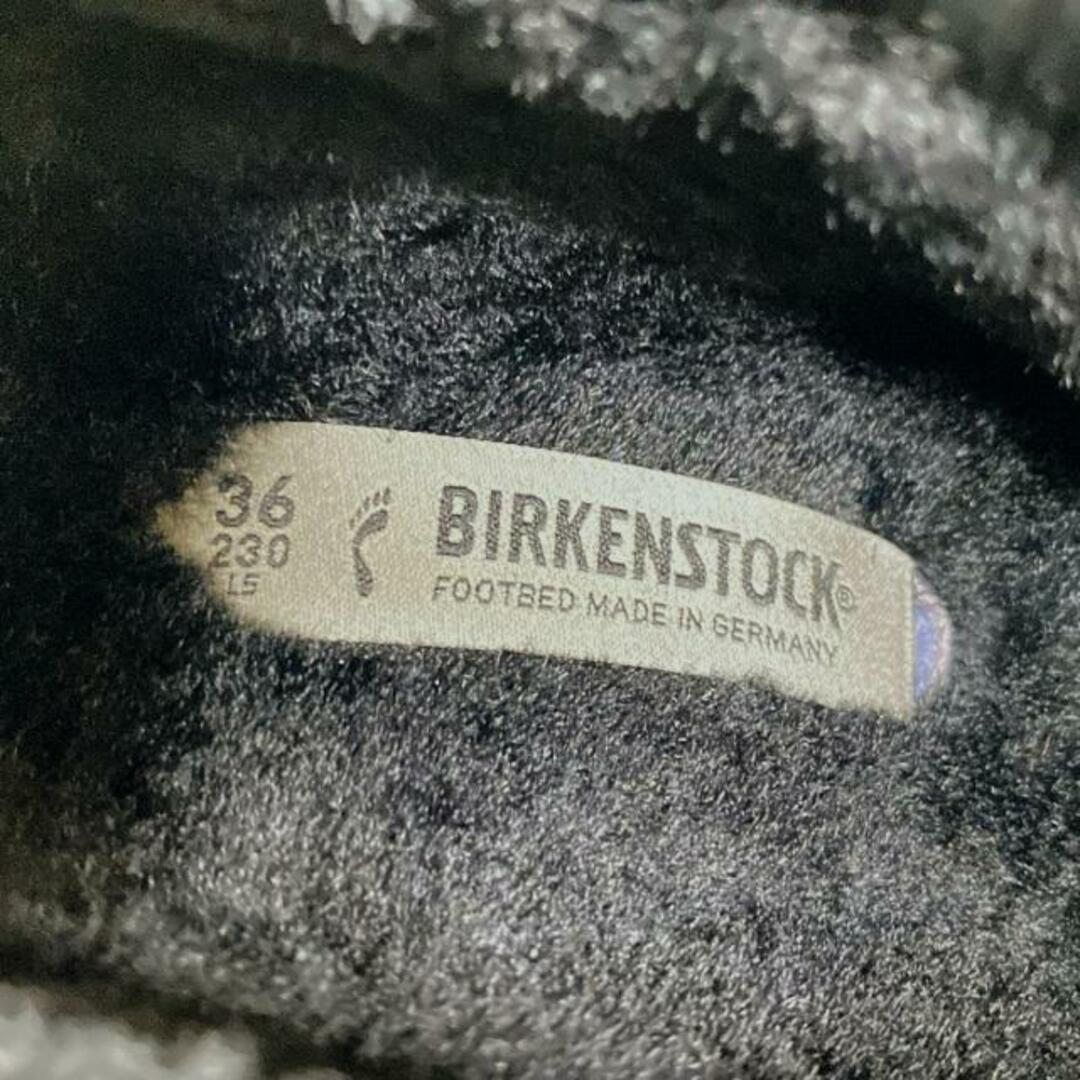 36
230
L5
BIRKENSTOCK®
FOOTBED MADE IN GERMANY